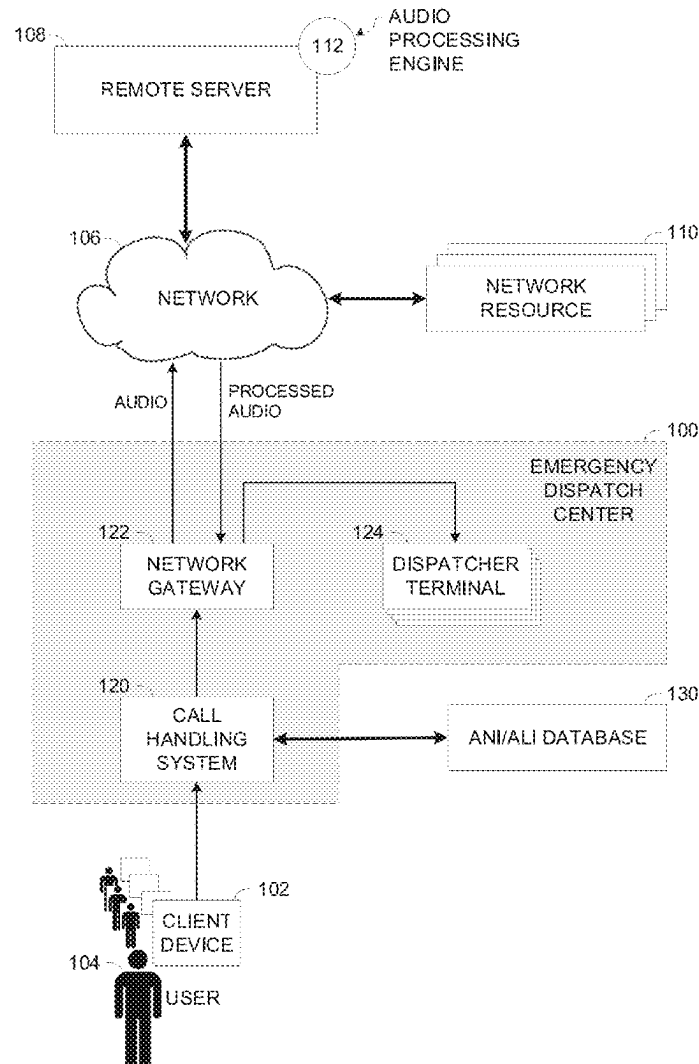 108
112
AUDIO
PROCESSING
ENGINE
REMOTE SERVER
106
NETWORK
110
NETWORK
RESOURCE
AUDIO
PROCESSED
AUDIO
100
EMERGENCY
DISPATCH
CENTER
122
NETWORK
GATEWAY
124
DISPATCHER
TERMINAL
120
CALL
HANDLING
SYSTEM
130
ANI/ALI DATABASE
102
CLIENT
DEVICE
104
USER